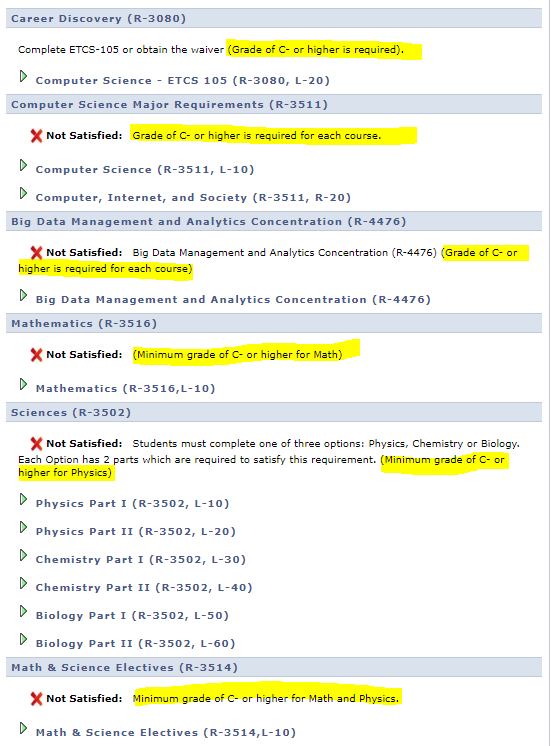 Career Discovery (R-3080)
Complete ETCS-105 or obtain the waiver (Grade of C- or higher is required).
Computer Science - ETCS 105 (R-3080, L-20)
Computer Science Major Requirements (R-3511)
Not Satisfied: Grade of C- or higher is required for each course.
Computer Science (R-3511, L-10)
Computer, Internet, and Society (R-3511, R-20)
Big Data Management and Analytics Concentration (R-4476)
Not Satisfied: Big Data Management and Analytics Concentration (R-4476) (Grade of C- or
higher is required for each course)
Big Data Management and Analytics Concentration (R-4476)
Mathematics (R-3516)
Not Satisfied: (Minimum grade of C- or higher for Math)
Mathematics (R-3516,L-10)
Sciences (R-3502)
Not Satisfied: Students must complete one of three options: Physics, Chemistry or Biology.
Each Option has 2 parts which are required to satisfy this requirement. (Minimum grade of C- or
higher for Physics)
Physics Part I (R-3502, L-10)
Physics Part II (R-3502, L-20)
Chemistry Part I (R-3502, L-30)
Chemistry Part II (R-3502, L-40)
Biology Part I (R-3502, L-50)
Biology Part II (R-3502, L-60)
Math & Science Electives (R-3514)
Not Satisfied: Minimum grade of C- or higher for Math and Physics.
Math & Science Electives (R-3514,L-10)